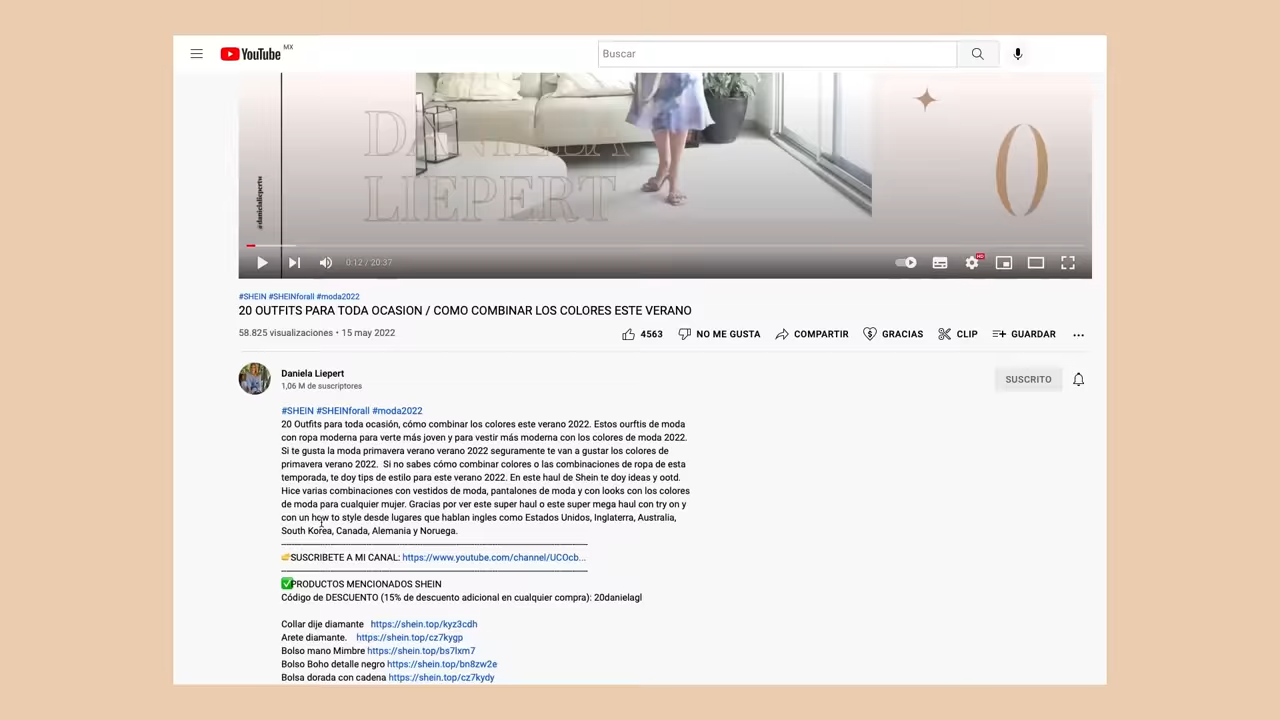 YouTube MX
Buscar
DANIELLA
LIEPERT
@danielaliepertw
0
0:12 / 20:37
HD
#SHEIN #SHEINforall #moda2022
20 OUTFITS PARA TODA OCASION / COMO COMBINAR LOS COLORES ESTE VERANO
58.825 visualizaciones • 15 may 2022
4563 NO ME GUSTA COMPARTIR GRACIAS CLIP GUARDAR
Daniela Liepert
1,06 M de suscriptores
SUSCRITO
#SHEIN #SHEINforall #moda2022
20 Outfits para toda ocasión, cómo combinar los colores este verano 2022. Estos ourftis de moda
con ropa moderna para verte más joven y para vestir más moderna con los colores de moda 2022.
Si te gusta la moda primavera verano verano 2022 seguramente te van a gustar los colores de
primavera verano 2022.  Si no sabes cómo combinar colores o las combinaciones de ropa de esta
temporada, te doy tips de estilo para este verano 2022. En este haul de Shein te doy ideas y ootd.
Hice varias combinaciones con vestidos de moda, pantalones de moda y con looks con los colores
de moda para cualquier mujer. Gracias por ver este super haul o este super mega haul con try on y
con un how to style desde lugares que hablan ingles como Estados Unidos, Inglaterra, Australia,
South Korea, Canada, Alemania y Noruega.
👉SUSCRIBETE A MI CANAL: https://www.youtube.com/channel/UCOcb...
✅PRODUCTOS MENCIONADOS SHEIN
Código de DESCUENTO (15% de descuento adicional en cualquier compra): 20danielagl
Collar dije diamante   https://shein.top/kyz3cdh
Arete diamante.    https://shein.top/cz7kygp
Bolso mano Mimbre https://shein.top/bs7lxm7
Bolso Boho detalle negro https://shein.top/bn8zw2e
Bolsa dorada con cadena https://shein.top/cz7kydy